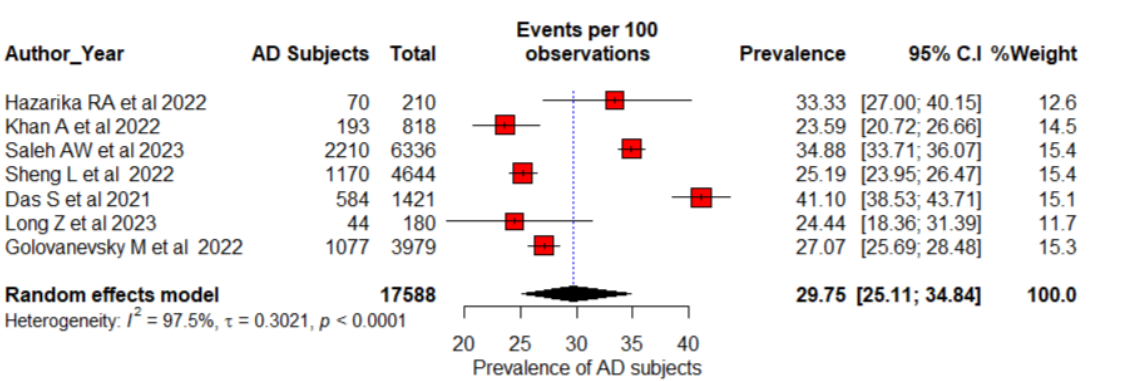 Events per 100
Author_Year AD Subjects Total observations Prevalence 95% C.I %Weight
Hazarika RA et al 2022 70 210 33.33 [27.00; 40.15] 12.6
Khan A et al 2022 193 818 23.59 [20.72; 26.66] 14.5
Saleh AW et al 2023 2210 6336 34.88 [33.71; 36.07] 15.4
Sheng L et al 2022 1170 4644 25.19 [23.95; 26.47] 15.4
Das S et al 2021 584 1421 41.10 [38.53; 43.71] 15.1
Long Z et al 2023 44 180 24.44 [18.36; 31.39] 11.7
Golovanevsky M et al 2022 1077 3979 27.07 [25.69; 28.48] 15.3
Random effects model 17588 29.75 [25.11; 34.84] 100.0
Heterogeneity: I² = 97.5%, τ = 0.3021, p < 0.0001
20 25 30 35 40
Prevalence of AD subjects